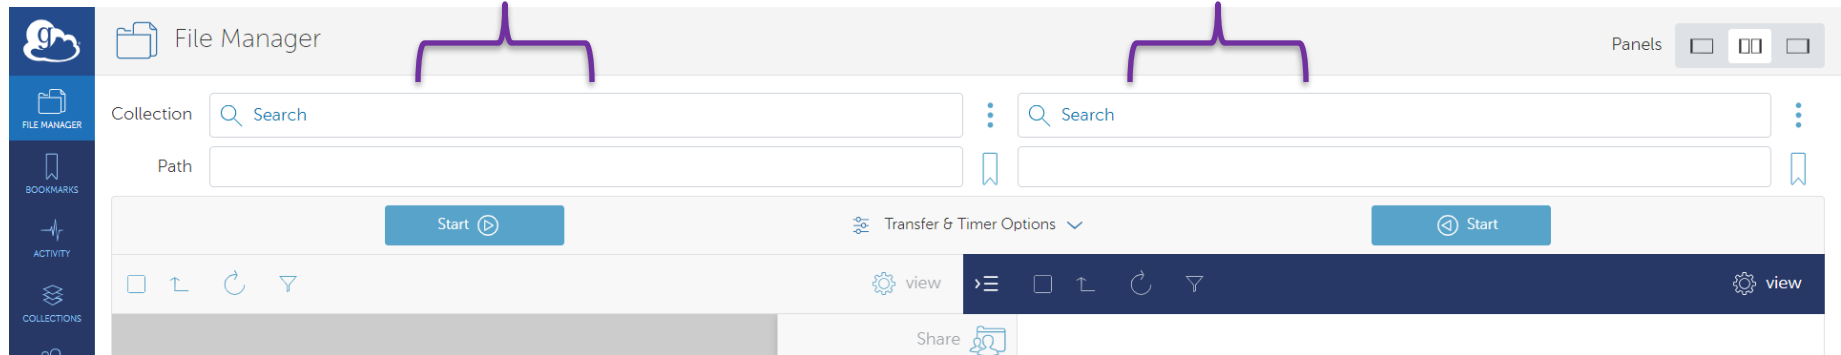 g
File Manager
Panels
FILE MANAGER
Collection
Search
Search
Path
BOOKMARKS
Start
Transfer & Timer Options
Start
ACTIVITY
view
view
COLLECTIONS
Share